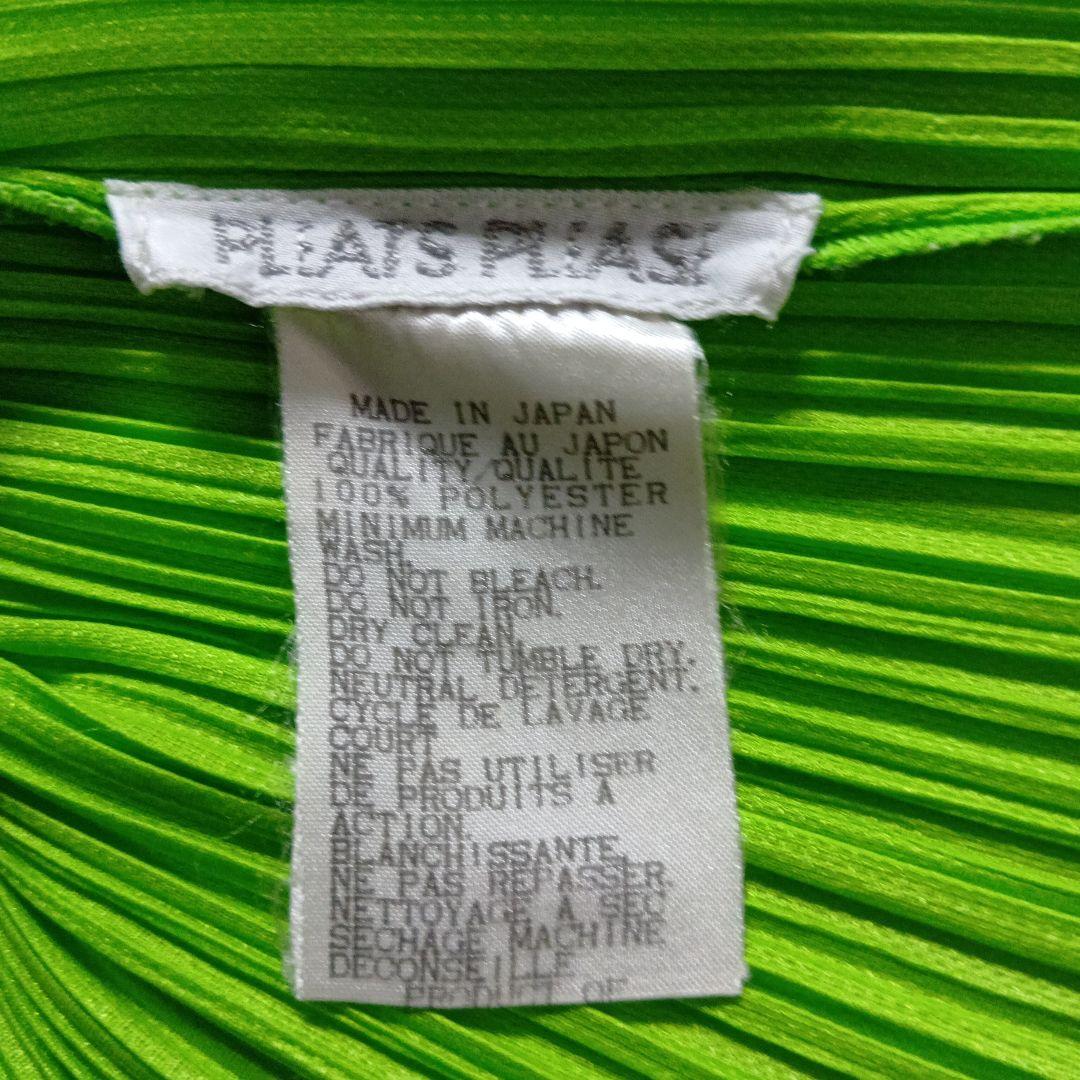 PLEATS PLEASE
MADE IN JAPAN
FABRIQUE AU JAPON
QUALITY/QUALITE
100% POLYESTER
MINIMUM MACHINE
WASH.
DO NOT BLEACH.
DO NOT IRON.
DRY CLEAN.
DO NOT TUMBLE DRY.
NEUTRAL DETERGENT.
CYCLE DE LAVAGE
COURT
NE PAS UTILISER
DE PRODUITS A
ACTION.
BLANCHISSANTE.
NE PAS REPASSER.
NETTOYAGE A SEC.
SECHAGE MACHINE
DECONSEILLE
PRODUCT OF